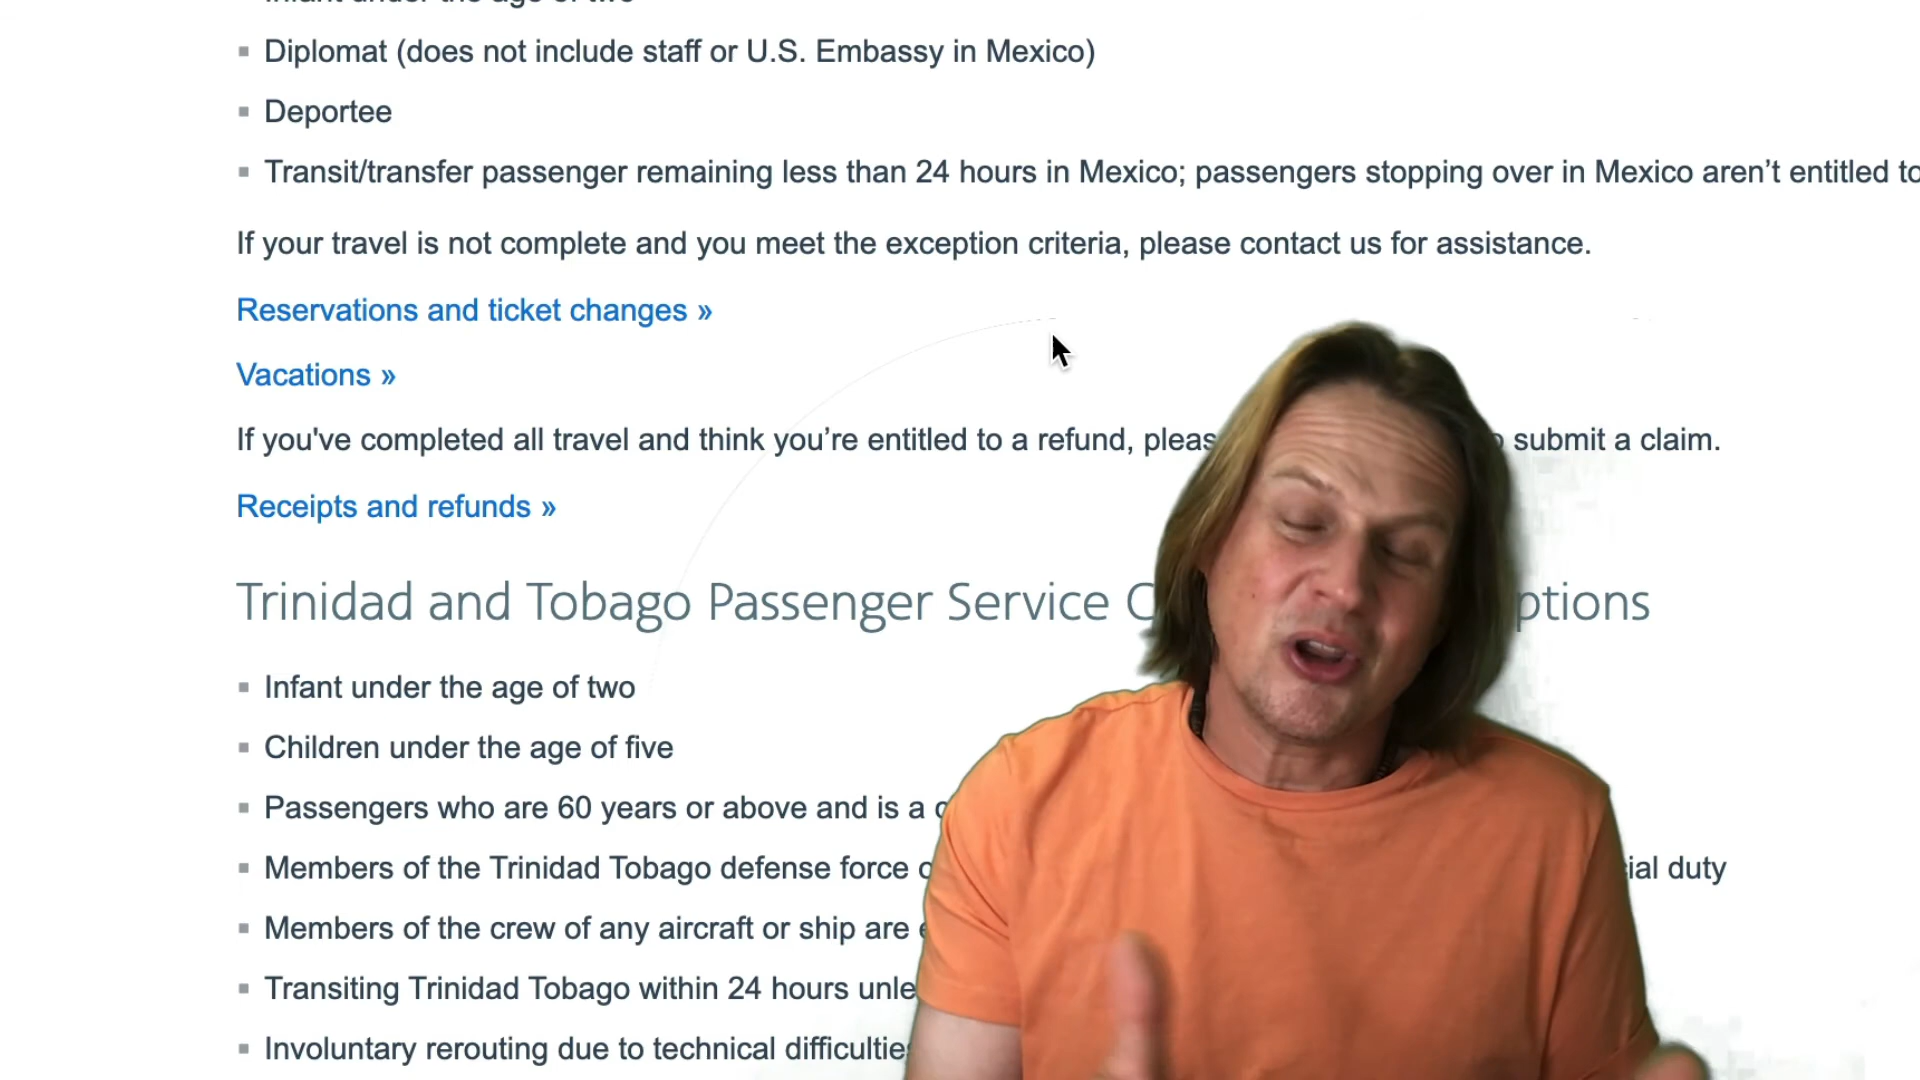 Infant under the age of two
Diplomat (does not include staff or U.S. Embassy in Mexico)
Deportee
Transit/transfer passenger remaining less than 24 hours in Mexico; passengers stopping over in Mexico aren’t entitled to
If your travel is not complete and you meet the exception criteria, please contact us for assistance.
Reservations and ticket changes »
Vacations »
If you've completed all travel and think you’re entitled to a refund, submit a claim.
Receipts and refunds »
Trinidad and Tobago Passenger Service
Infant under the age of two
Children under the age of five
Passengers who are 60 years or above and is a
Members of the Trinidad Tobago defense force duty
Members of the crew of any aircraft or ship are
Transiting Trinidad Tobago within 24 hours
Involuntary rerouting due to technical